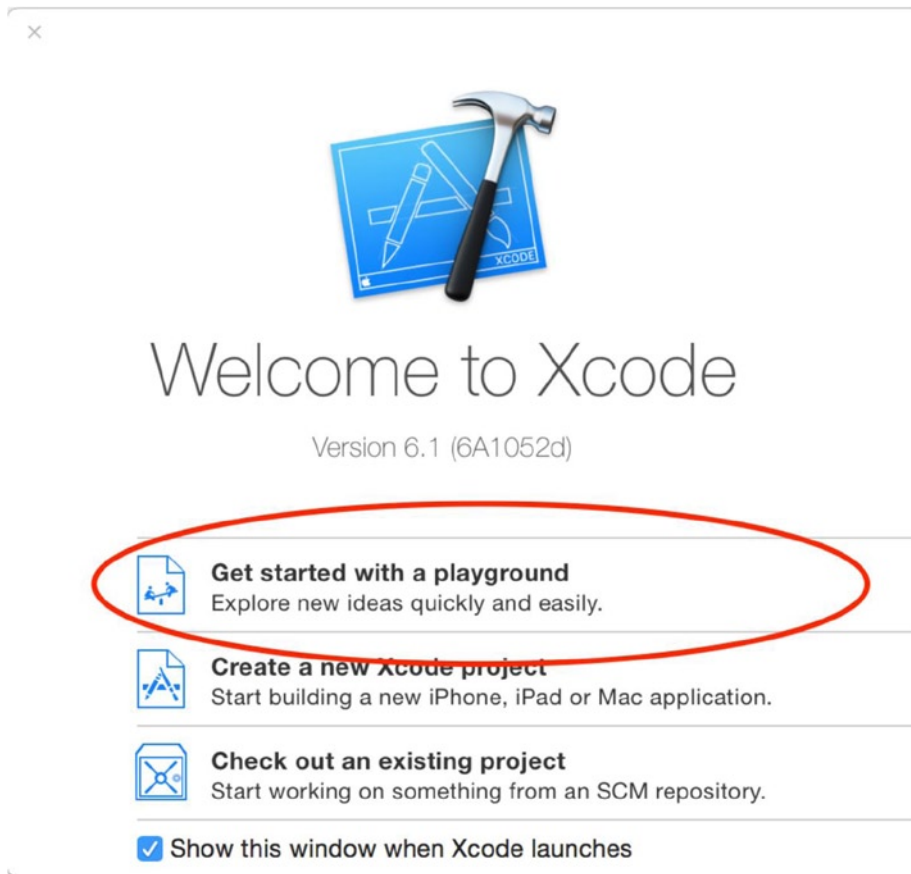 XCODE
Welcome to Xcode
Version 6.1 (6A1052d)
Get started with a playground
Explore new ideas quickly and easily.
Create a new Xcode project
Start building a new iPhone, iPad or Mac application.
Check out an existing project
Start working on something from an SCM repository.
Show this window when Xcode launches